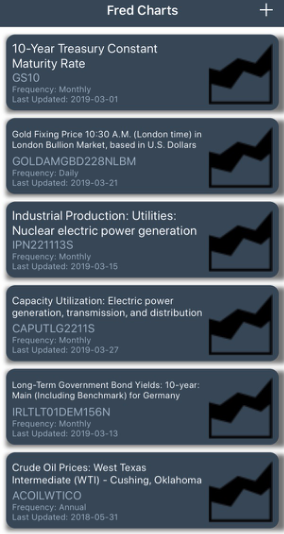 Fred Charts +
10-Year Treasury Constant
Maturity Rate
GS10
Frequency: Monthly
Last Updated: 2019-03-01
Gold Fixing Price 10:30 A.M. (London time) in
London Bullion Market, based in U.S. Dollars
GOLDAMGBD228NLBM
Frequency: Daily
Last Updated: 2019-03-21
Industrial Production: Utilities:
Nuclear electric power generation
IPN221113S
Frequency: Monthly
Last Updated: 2019-03-15
Capacity Utilization: Electric power
generation, transmission, and distribution
CAPUTLG2211S
Frequency: Monthly
Last Updated: 2019-03-27
Long-Term Government Bond Yields: 10-year:
Main (Including Benchmark) for Germany
IRLTLT01DEM156N
Frequency: Monthly
Last Updated: 2019-03-13
Crude Oil Prices: West Texas
Intermediate (WTI) - Cushing, Oklahoma
ACOILWTICO
Frequency: Annual
Last Updated: 2018-05-31